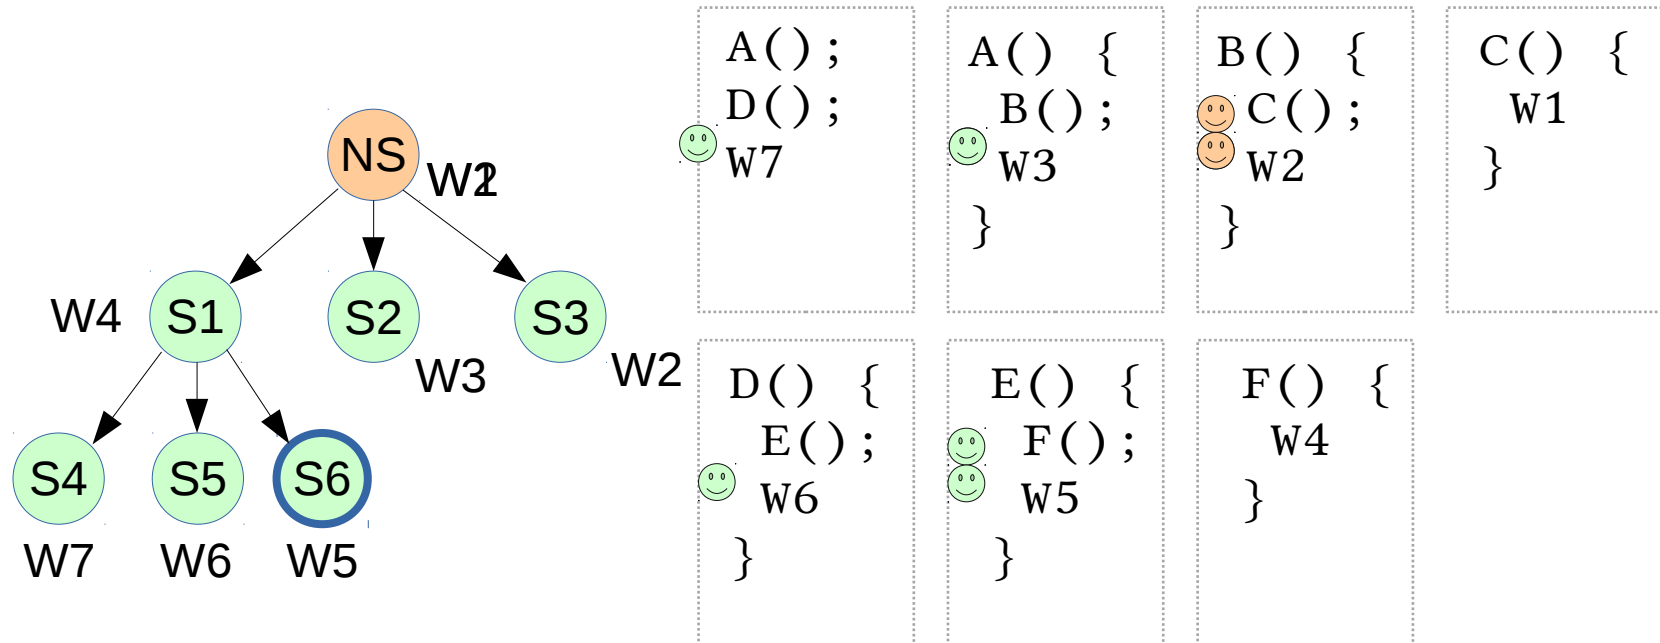 NS
W1
W2
S1
S2
S3
W4
W3
W2
S4
S5
S6
W7
W6
W5
A();
D();
W7
A() {
B();
W3
}
B() {
C();
W2
}
C() {
W1
}
D() {
E();
W6
}
E() {
F();
W5
}
F() {
W4
}